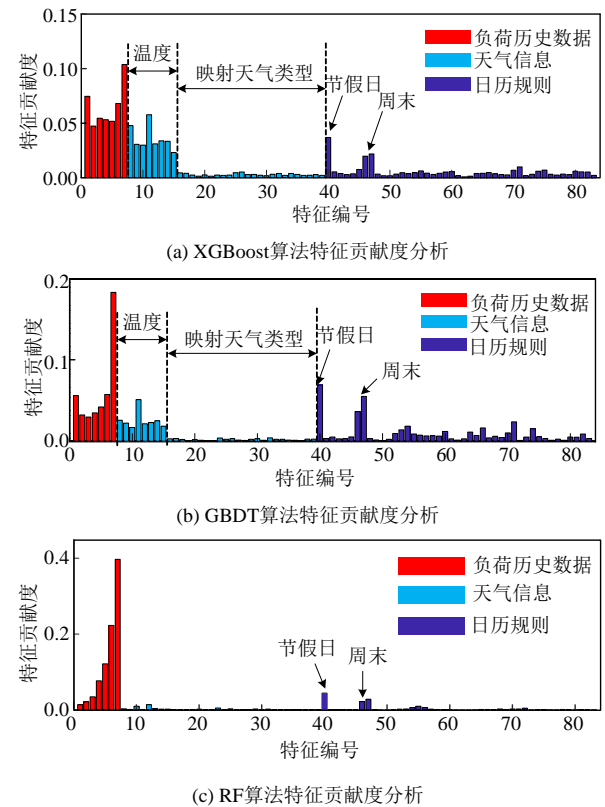 0.15
0.10
0.05
0.00
特征贡献度
温度
映射天气类型
节假日
周末
负荷历史数据
天气信息
日历规则
0 10 20 30 40 50 60 70 80
特征编号
(a) XGBoost算法特征贡献度分析
0.2
0.1
0.0
特征贡献度
温度
映射天气类型
节假日
周末
负荷历史数据
天气信息
日历规则
0 10 20 30 40 50 60 70 80
特征编号
(b) GBDT算法特征贡献度分析
0.4
0.2
0.0
特征贡献度
节假日
周末
负荷历史数据
天气信息
日历规则
0 10 20 30 40 50 60 70 80
特征编号
(c) RF算法特征贡献度分析